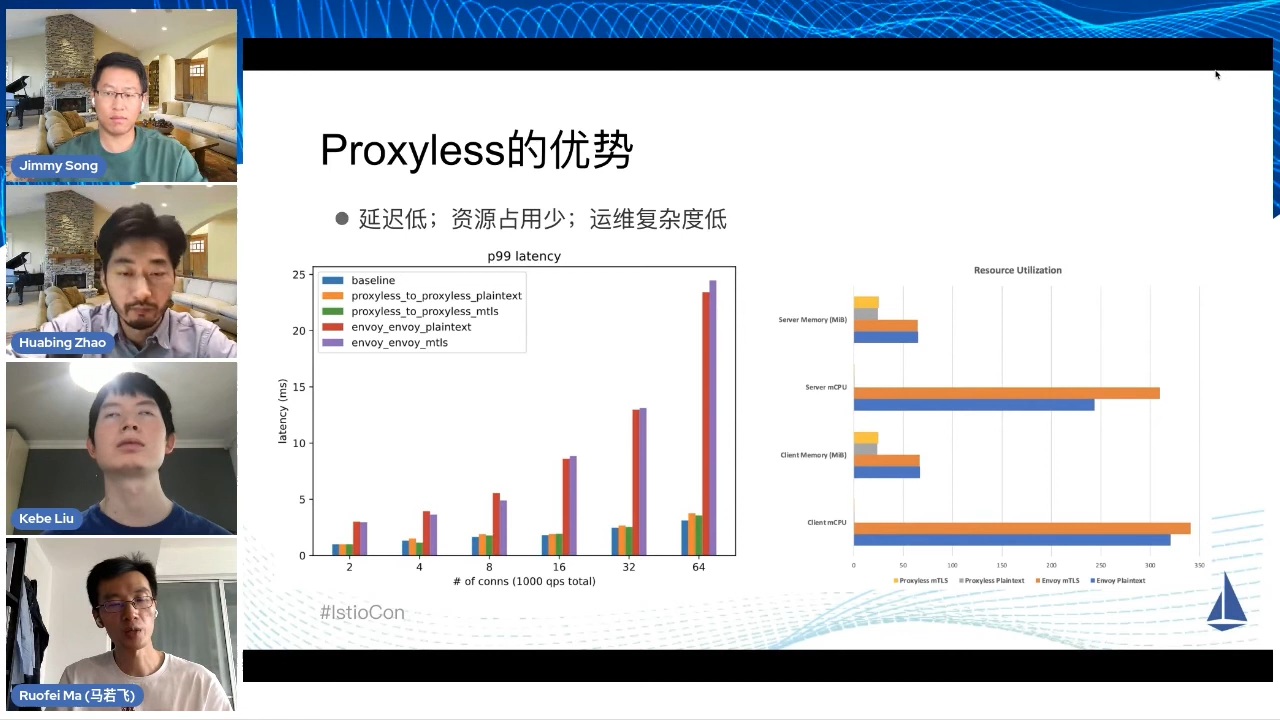 Jimmy Song
Huabing Zhao
Kebe Liu
Ruofei Ma (马若飞)
Proxyless的优势
延迟低；资源占用少；运维复杂度低
p99 latency
baseline
proxyless_to_proxyless_plaintext
proxyless_to_proxyless_mtls
envoy_envoy_plaintext
envoy_envoy_mtls
25
20
15
10
5
0
latency (ms)
2 4 8 16 32 64
# of conns (1000 qps total)
Resource Utilization
Server Memory (MiB)
Server mCPU
Client Memory (MiB)
Client mCPU
0 50 100 150 200 250 300 350
Proxyless mTLS Proxyless Plaintext Envoy mTLS Envoy Plaintext
#IstioCon